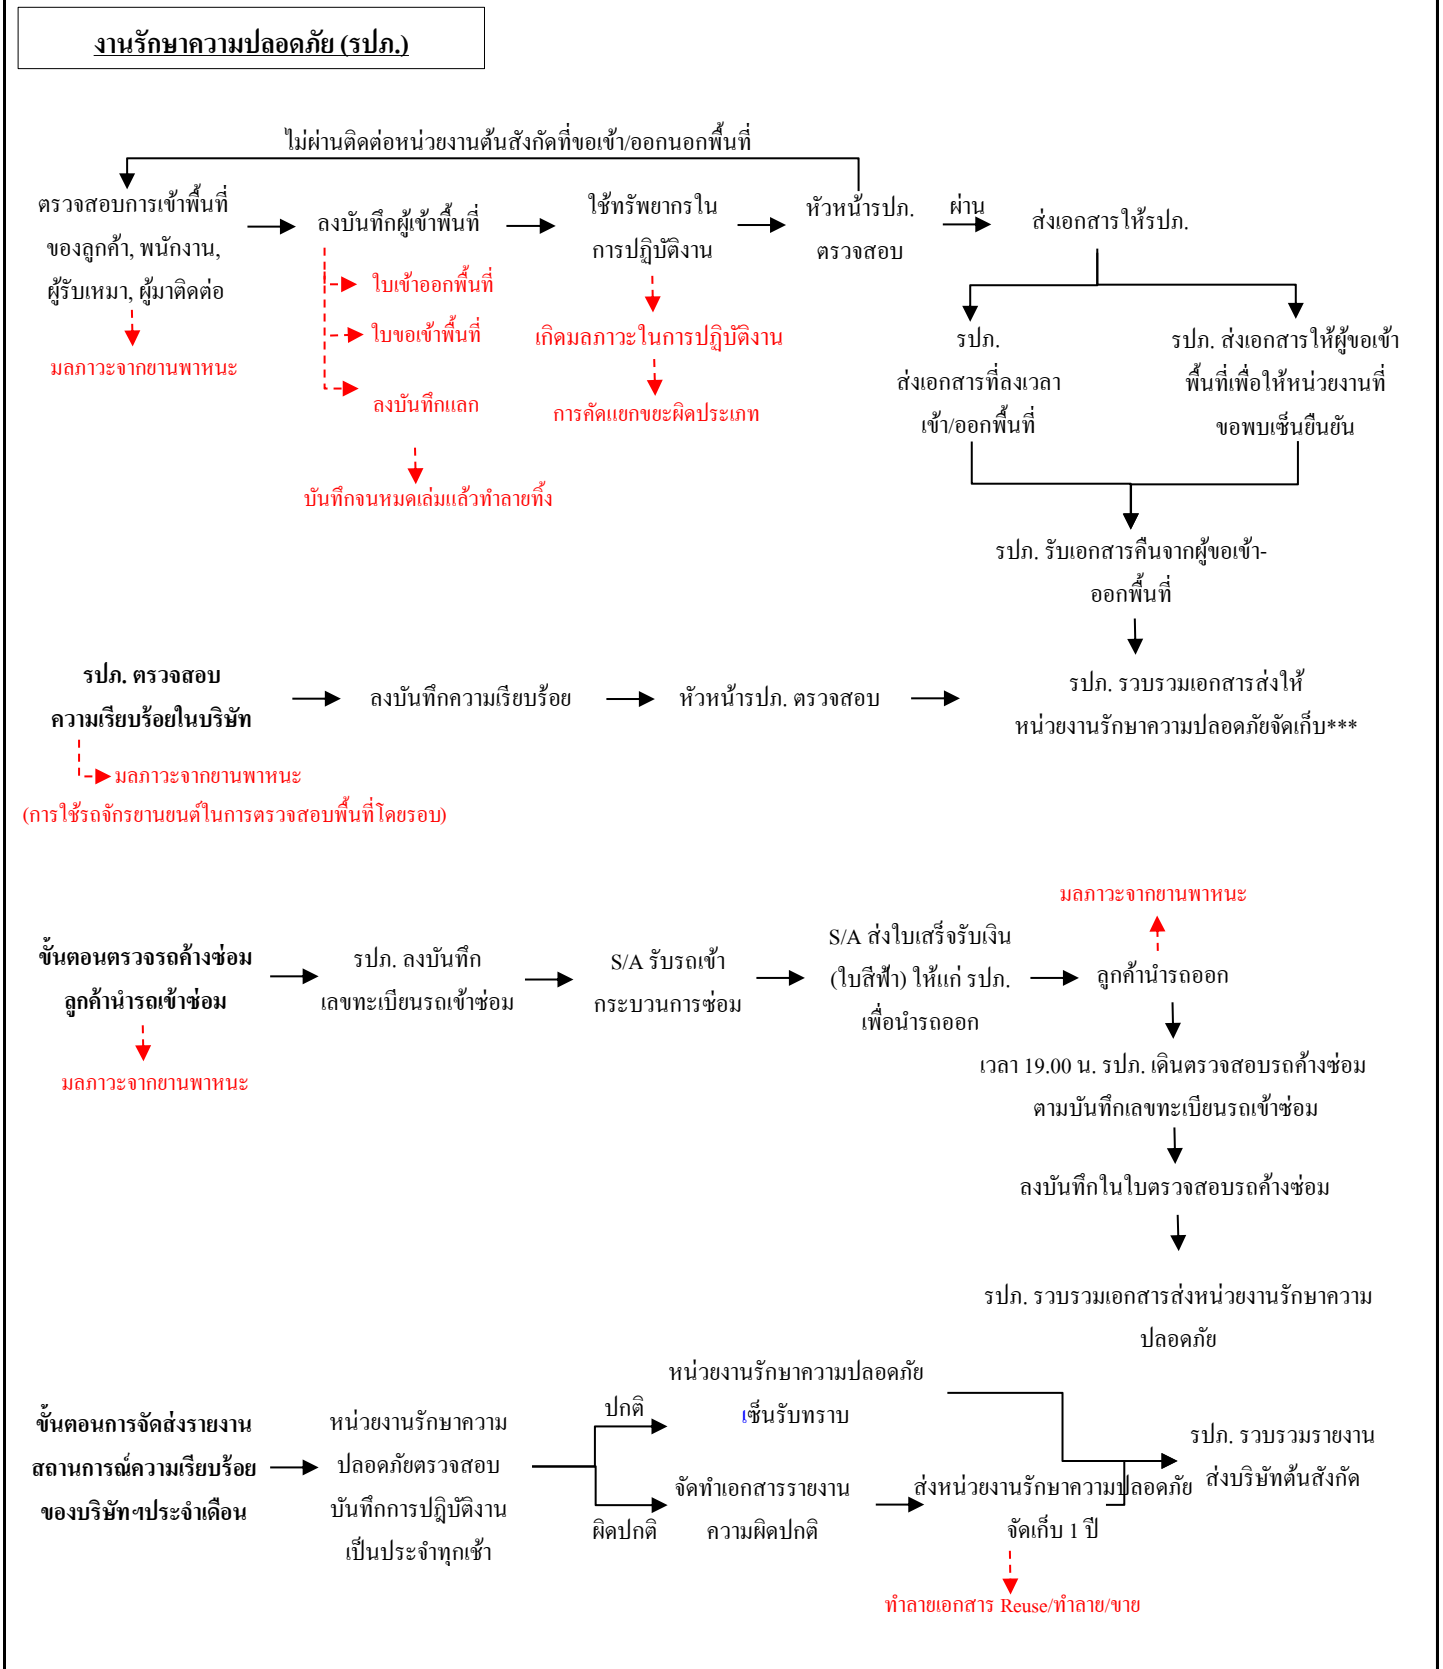 งานรักษาความปลอดภัย (รปภ.)
ไม่ผ่านติดต่อหน่วยงานต้นสังกัดที่ขอเข้า/ออกนอกพื้นที่
ตรวจสอบการเข้าพื้นที่
ของลูกค้า, พนักงาน,
ผู้รับเหมา, ผู้มาติดต่อ
มลภาวะจากยานพาหนะ
ลงบันทึกผู้เข้าพื้นที่
ใบเข้าออกพื้นที่
ใบขอเข้าพื้นที่
ลงบันทึกแลก
บันทึกจนหมดเล่มแล้วทำลายทิ้ง
ใช้ทรัพยากรใน
การปฏิบัติงาน
เกิดมลภาวะในการปฏิบัติงาน
การคัดแยกขยะผิดประเภท
หัวหน้ารปภ.
ตรวจสอบ
ผ่าน
ส่งเอกสารให้รปภ.
รปภ.
ส่งเอกสารที่ลงเวลา
เข้า/ออกพื้นที่
รปภ. ส่งเอกสารให้ผู้ขอเข้า
พื้นที่เพื่อให้หน่วยงานที่
ขอพบเซ็นยืนยัน
รปภ. รับเอกสารคืนจากผู้ขอเข้า-
ออกพื้นที่
รปภ. ตรวจสอบ
ความเรียบร้อยในบริษัท
มลภาวะจากยานพาหนะ
(การใช้รถจักรยานยนต์ในการตรวจสอบพื้นที่โดยรอบ)
ลงบันทึกความเรียบร้อย
หัวหน้ารปภ. ตรวจสอบ
รปภ. รวบรวมเอกสารส่งให้
หน่วยงานรักษาความปลอดภัยจัดเก็บ***
มลภาวะจากยานพาหนะ
ขั้นตอนตรวจรถค้างซ่อม
ลูกค้านำรถเข้าซ่อม
มลภาวะจากยานพาหนะ
รปภ. ลงบันทึก
เลขทะเบียนรถเข้าซ่อม
S/A รับรถเข้า
กระบวนการซ่อม
S/A ส่งใบเสร็จรับเงิน
(ใบสีฟ้า) ให้แก่ รปภ.
เพื่อนำรถออก
ลูกค้านำรถออก
เวลา 19.00 น. รปภ. เดินตรวจสอบรถค้างซ่อม
ตามบันทึกเลขทะเบียนรถเข้าซ่อม
ลงบันทึกในใบตรวจสอบรถค้างซ่อม
รปภ. รวบรวมเอกสารส่งหน่วยงานรักษาความ
ปลอดภัย
ขั้นตอนการจัดส่งรายงาน
สถานการณ์ความเรียบร้อย
ของบริษัทฯประจำเดือน
หน่วยงานรักษาความ
ปลอดภัยตรวจสอบ
บันทึกการปฎิบัติงาน
เป็นประจำทุกเช้า
ปกติ
หน่วยงานรักษาความปลอดภัย
เซ็นรับทราบ
ผิดปกติ
จัดทำเอกสารรายงาน
ความผิดปกติ
ส่งหน่วยงานรักษาความปลอดภัย
จัดเก็บ 1 ปี
ทำลายเอกสาร Reuse/ทำลาย/ขาย
รปภ. รวบรวมรายงาน
ส่งบริษัทต้นสังกัด